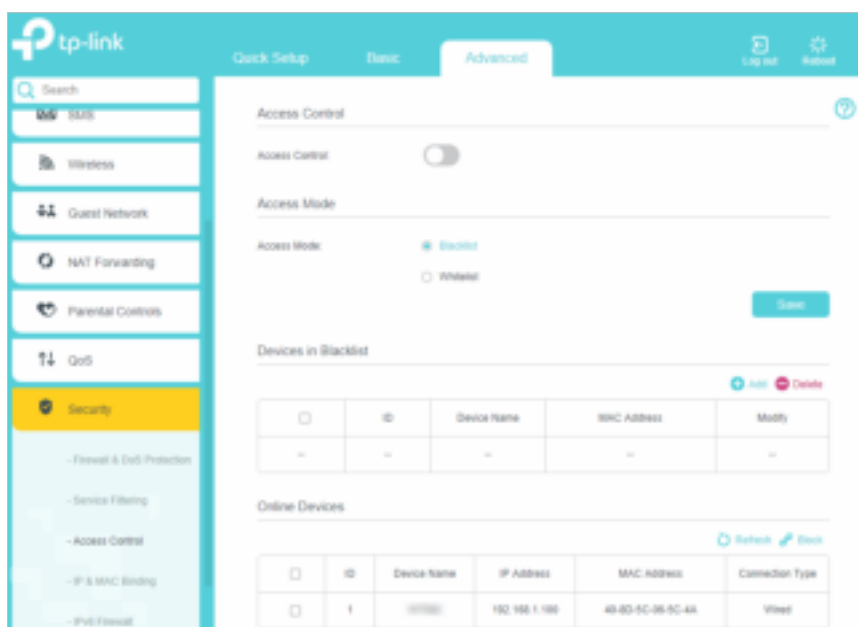 tp-link
Quick Setup Basic Advanced Log out Reboot
Search
SMS
Wireless
Guest Network
NAT Forwarding
Parental Controls
QoS
Security
- Firewall & DoS Protection
- Service Filtering
- Access Control
- IP & MAC Binding
- IPv6 Firewall
Access Control
Access Control:
Access Mode
Access Mode: Blacklist
Whitelist
Save
Devices in Blacklist
Add Delete
ID Device Name MAC Address Modify
-- -- -- -- --
Online Devices
Refresh Block
ID Device Name IP Address MAC Address Connection Type
1 192.168.1.100 Wired